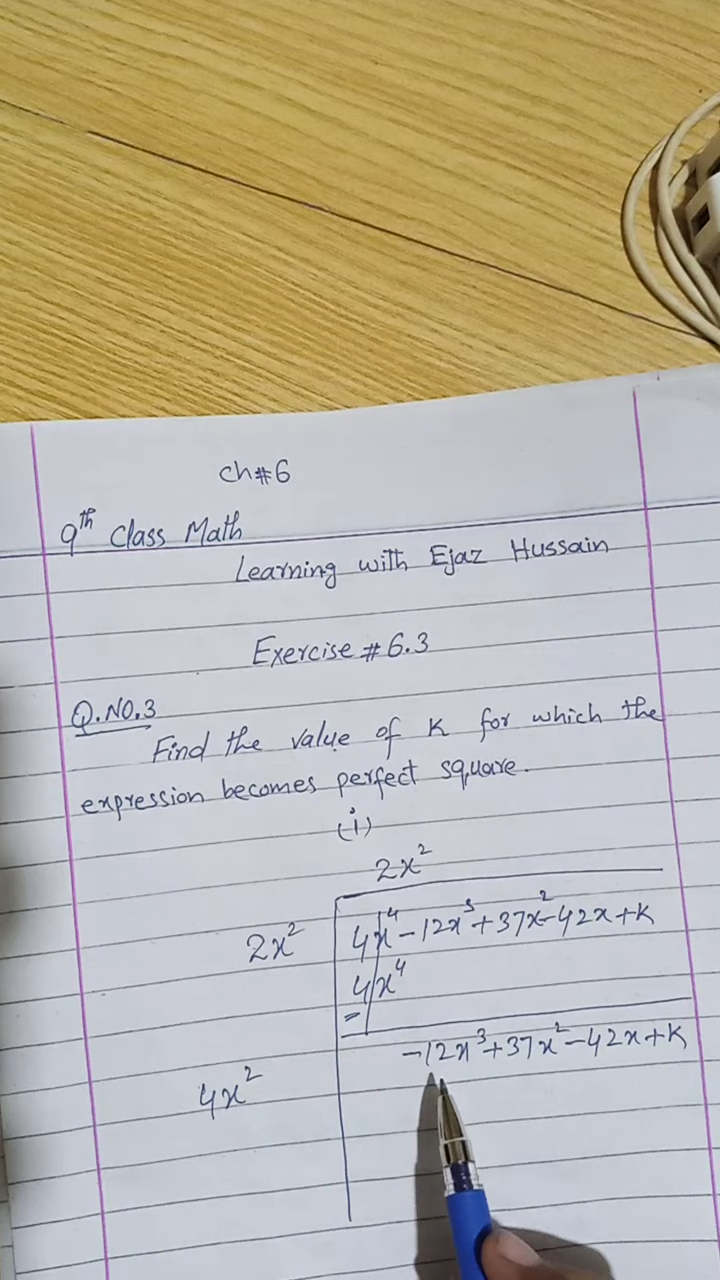 Ch#6
9th Class Math
Learning with Ejaz Hussain
Exercise # 6.3
Q.NO.3
Find the value of K for which the
expression becomes perfect square.
(i)
2x²
2x² 4x⁴-12x³+37x²-42x+K
4x⁴
-
-12x³+37x²-42x+K
4x²